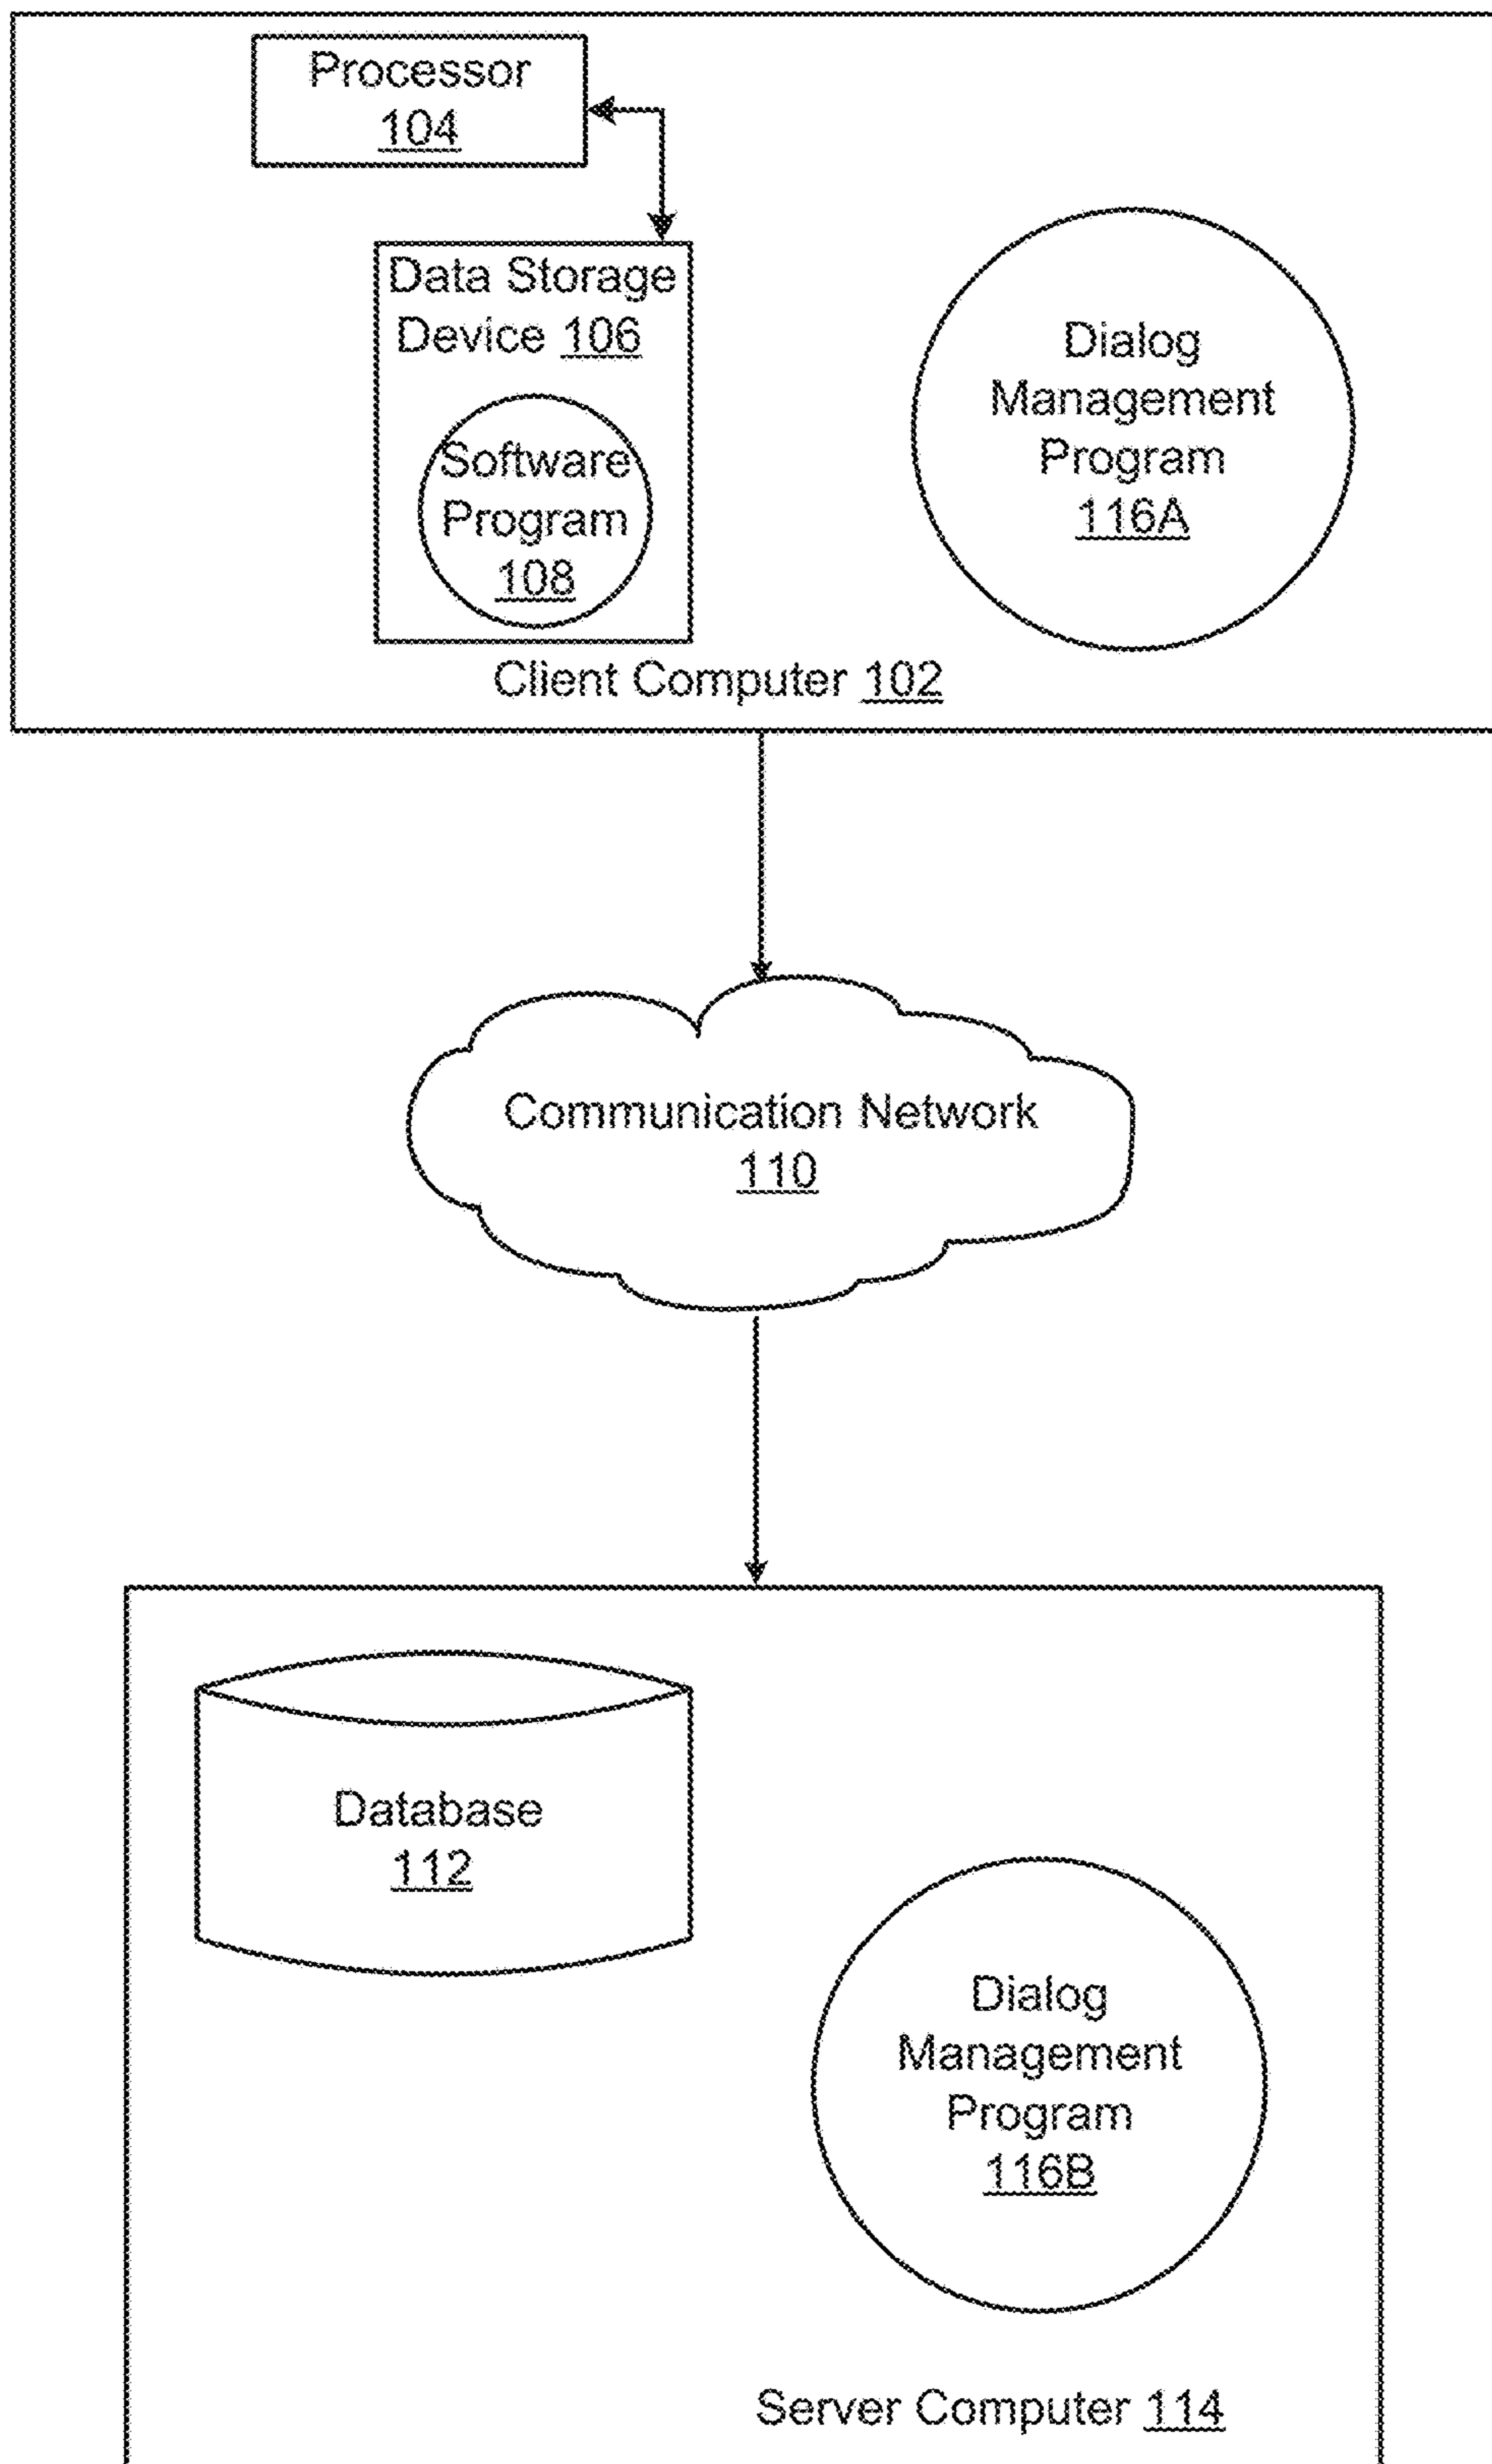 Processor
104
Data Storage
Device 106
Software
Program
108
Dialog
Management
Program
116A
Client Computer 102
Communication Network
110
Database
112
Dialog
Management
Program
116B
Server Computer 114